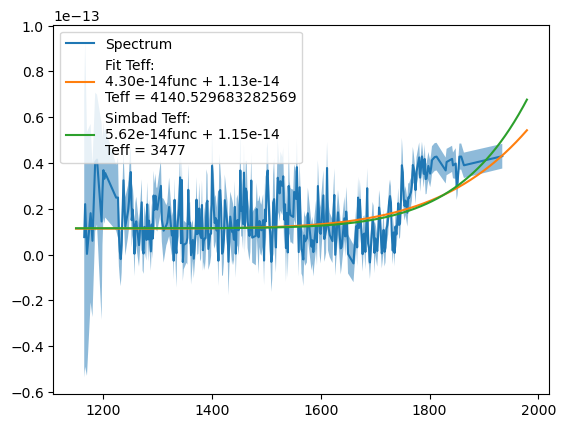 1e−13
1.0
0.8
0.6
0.4
0.2
0.0
−0.2
−0.4
−0.6
Spectrum
Fit Teff:
4.30e-14func + 1.13e-14
Teff = 4140.529683282569
Simbad Teff:
5.62e-14func + 1.15e-14
Teff = 3477
1200
1400
1600
1800
2000